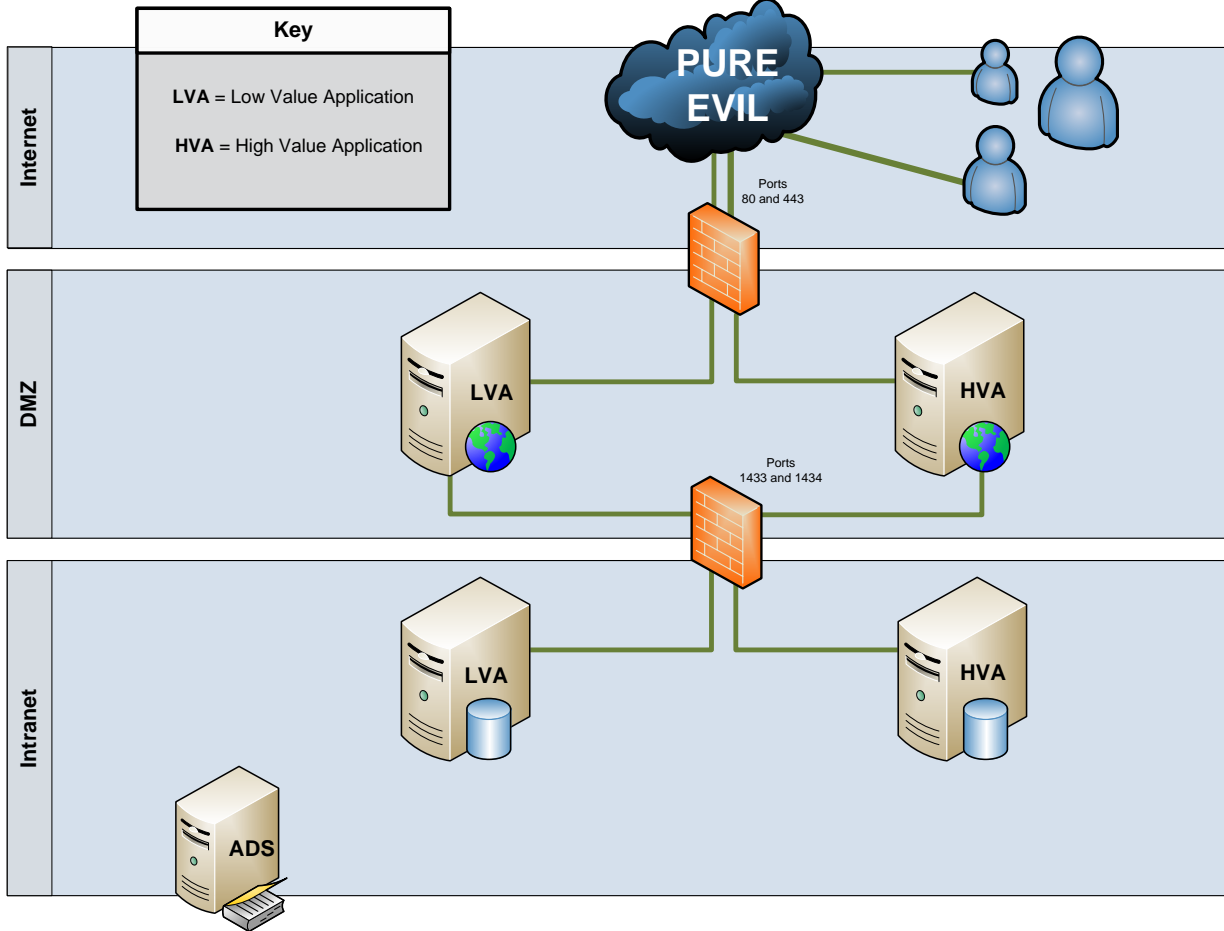 Key
LVA = Low Value Application
HVA = High Value Application
Internet
PURE
EVIL
Ports
80 and 443
DMZ
LVA
HVA
Ports
1433 and 1434
Intranet
LVA
HVA
ADS